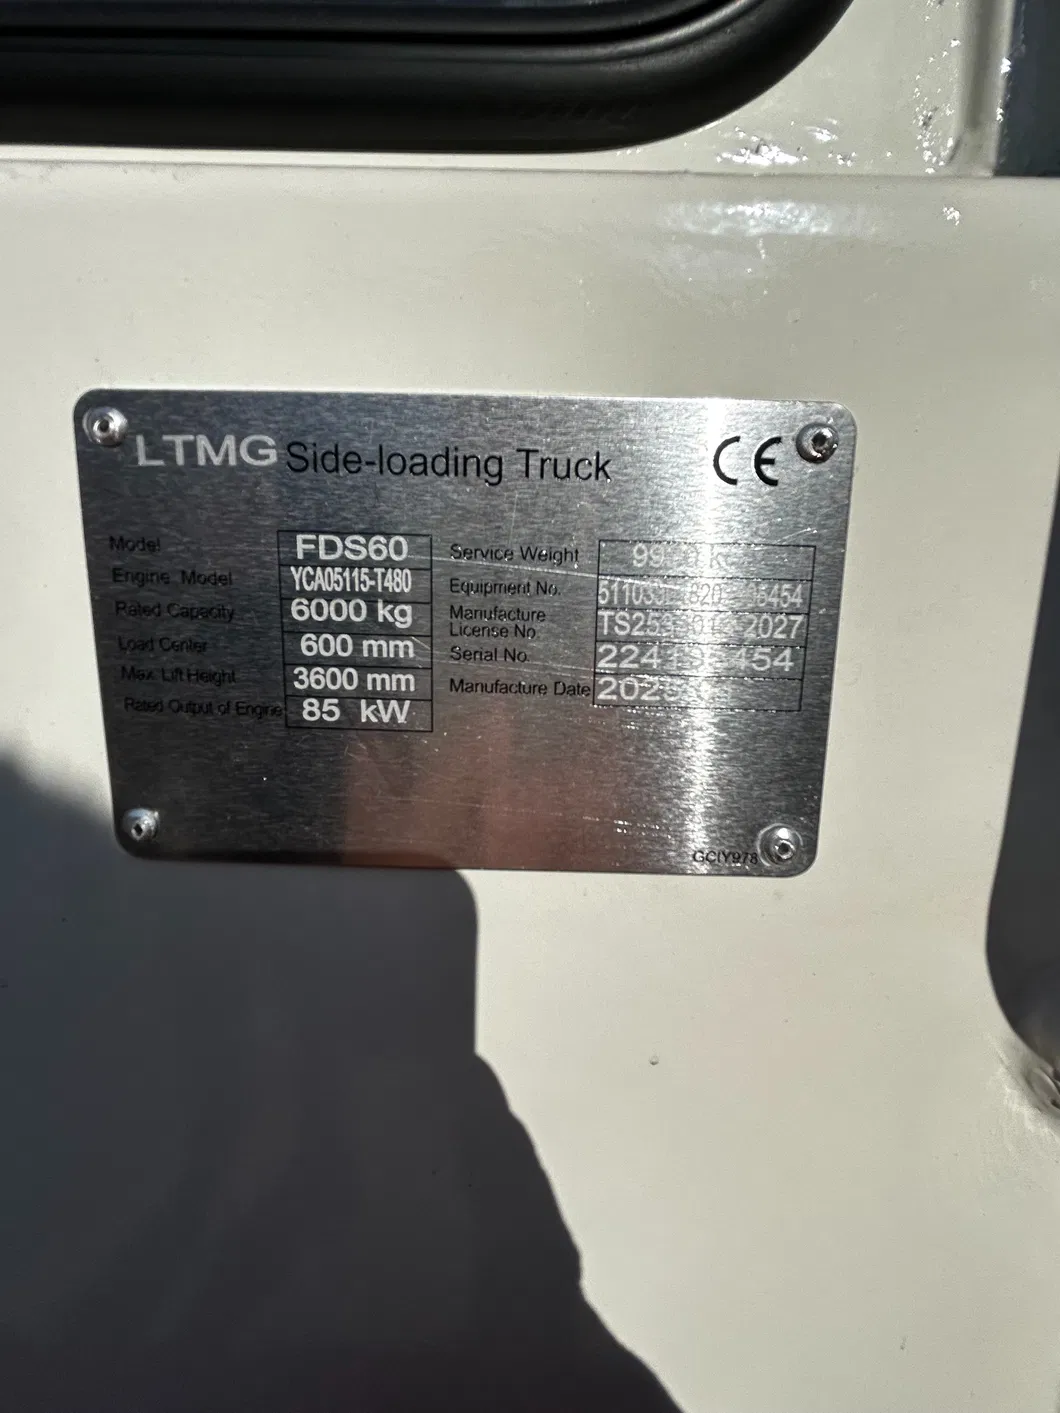 LTMG Side-loading Truck CE
Model FDS60
Engine Model YCA05115-T480
Rated Capacity 6000 kg
Load Center 600 mm
Max. Lift Height 3600 mm
Rated Output of Engine 85 kW
Service Weight
Equipment No.
Manufacture
License No.
Serial No.
Manufacture Date
GCIY978